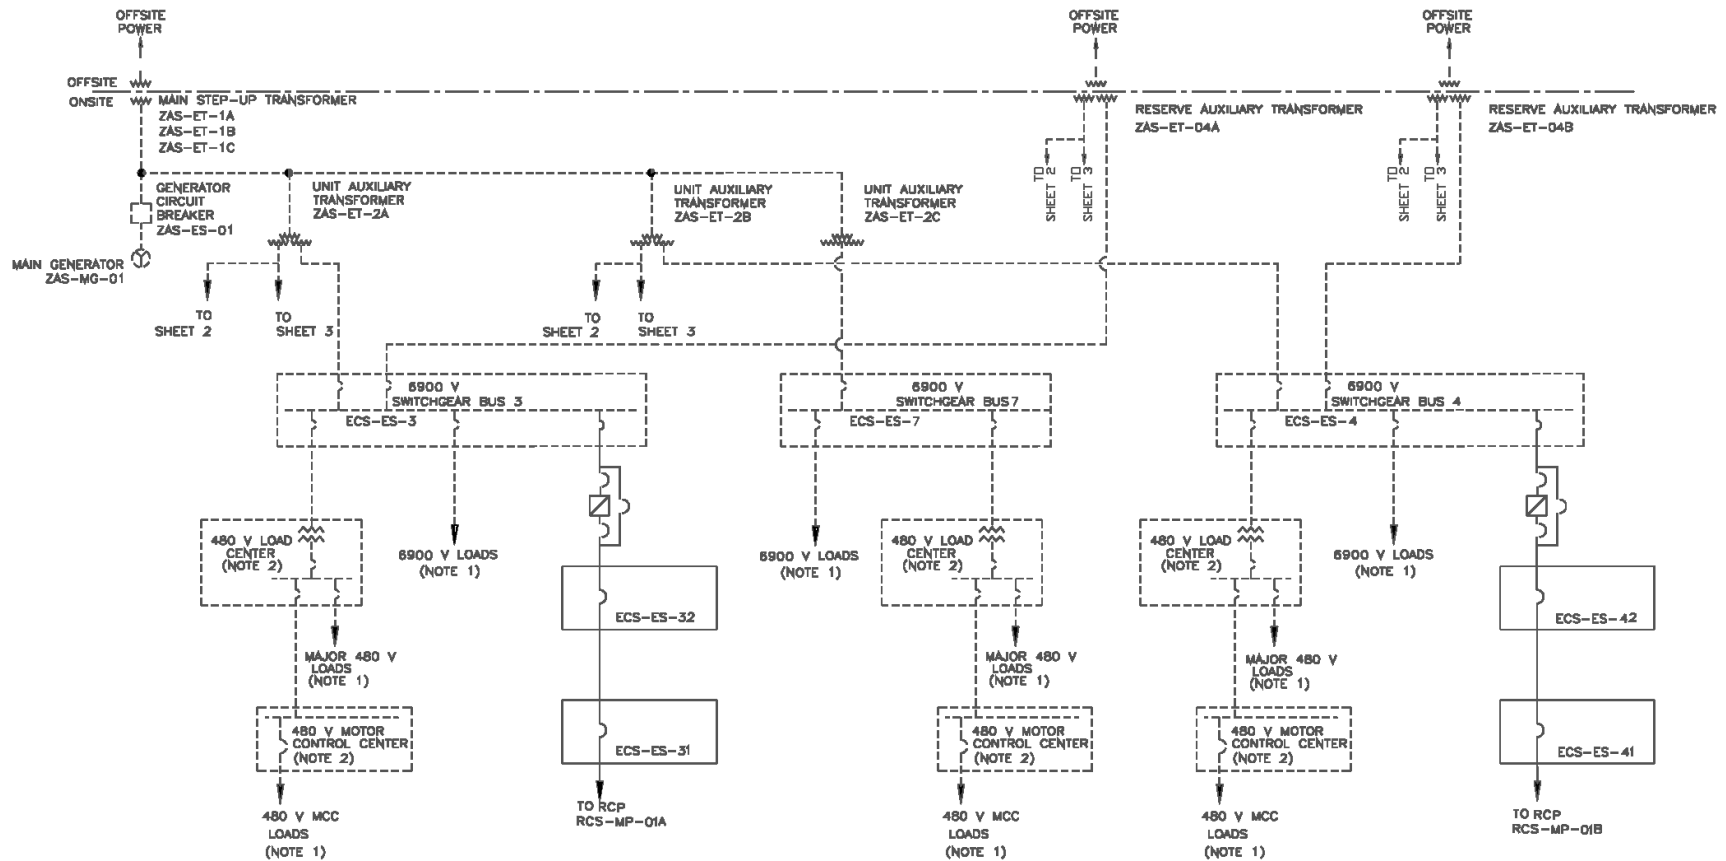 OFFSITE
POWER
OFFSITE
POWER
OFFSITE
POWER
OFFSITE
ONSITE
MAIN STEP-UP TRANSFORMER
ZAS-ET-1A
ZAS-ET-1B
ZAS-ET-1C
RESERVE AUXILIARY TRANSFORMER
ZAS-ET-04A
RESERVE AUXILIARY TRANSFORMER
ZAS-ET-04B
TO
SHEET 2
TO
SHEET 3
TO
SHEET 2
TO
SHEET 3
GENERATOR
CIRCUIT
BREAKER
ZAS-ES-01
UNIT AUXILIARY
TRANSFORMER
ZAS-ET-2A
UNIT AUXILIARY
TRANSFORMER
ZAS-ET-2B
UNIT AUXILIARY
TRANSFORMER
ZAS-ET-2C
MAIN GENERATOR
ZAS-MG-01
TO
SHEET 2
TO
SHEET 3
TO
SHEET 2
TO
SHEET 3
6900 V
SWITCHGEAR BUS 3
ECS-ES-3
6900 V
SWITCHGEAR BUS 7
ECS-ES-7
6900 V
SWITCHGEAR BUS 4
ECS-ES-4
480 V LOAD
CENTER
(NOTE 2)
6900 V LOADS
(NOTE 1)
6900 V LOADS
(NOTE 1)
480 V LOAD
CENTER
(NOTE 2)
480 V LOAD
CENTER
(NOTE 2)
6900 V LOADS
(NOTE 1)
ECS-ES-32
ECS-ES-42
MAJOR 480 V
LOADS
(NOTE 1)
MAJOR 480 V
LOADS
(NOTE 1)
MAJOR 480 V
LOADS
(NOTE 1)
480 V MOTOR
CONTROL CENTER
(NOTE 2)
ECS-ES-31
480 V MOTOR
CONTROL CENTER
(NOTE 2)
480 V MOTOR
CONTROL CENTER
(NOTE 2)
ECS-ES-41
480 V MCC
LOADS
(NOTE 1)
TO RCP
RCS-MP-01A
480 V MCC
LOADS
(NOTE 1)
480 V MCC
LOADS
(NOTE 1)
TO RCP
RCS-MP-01B